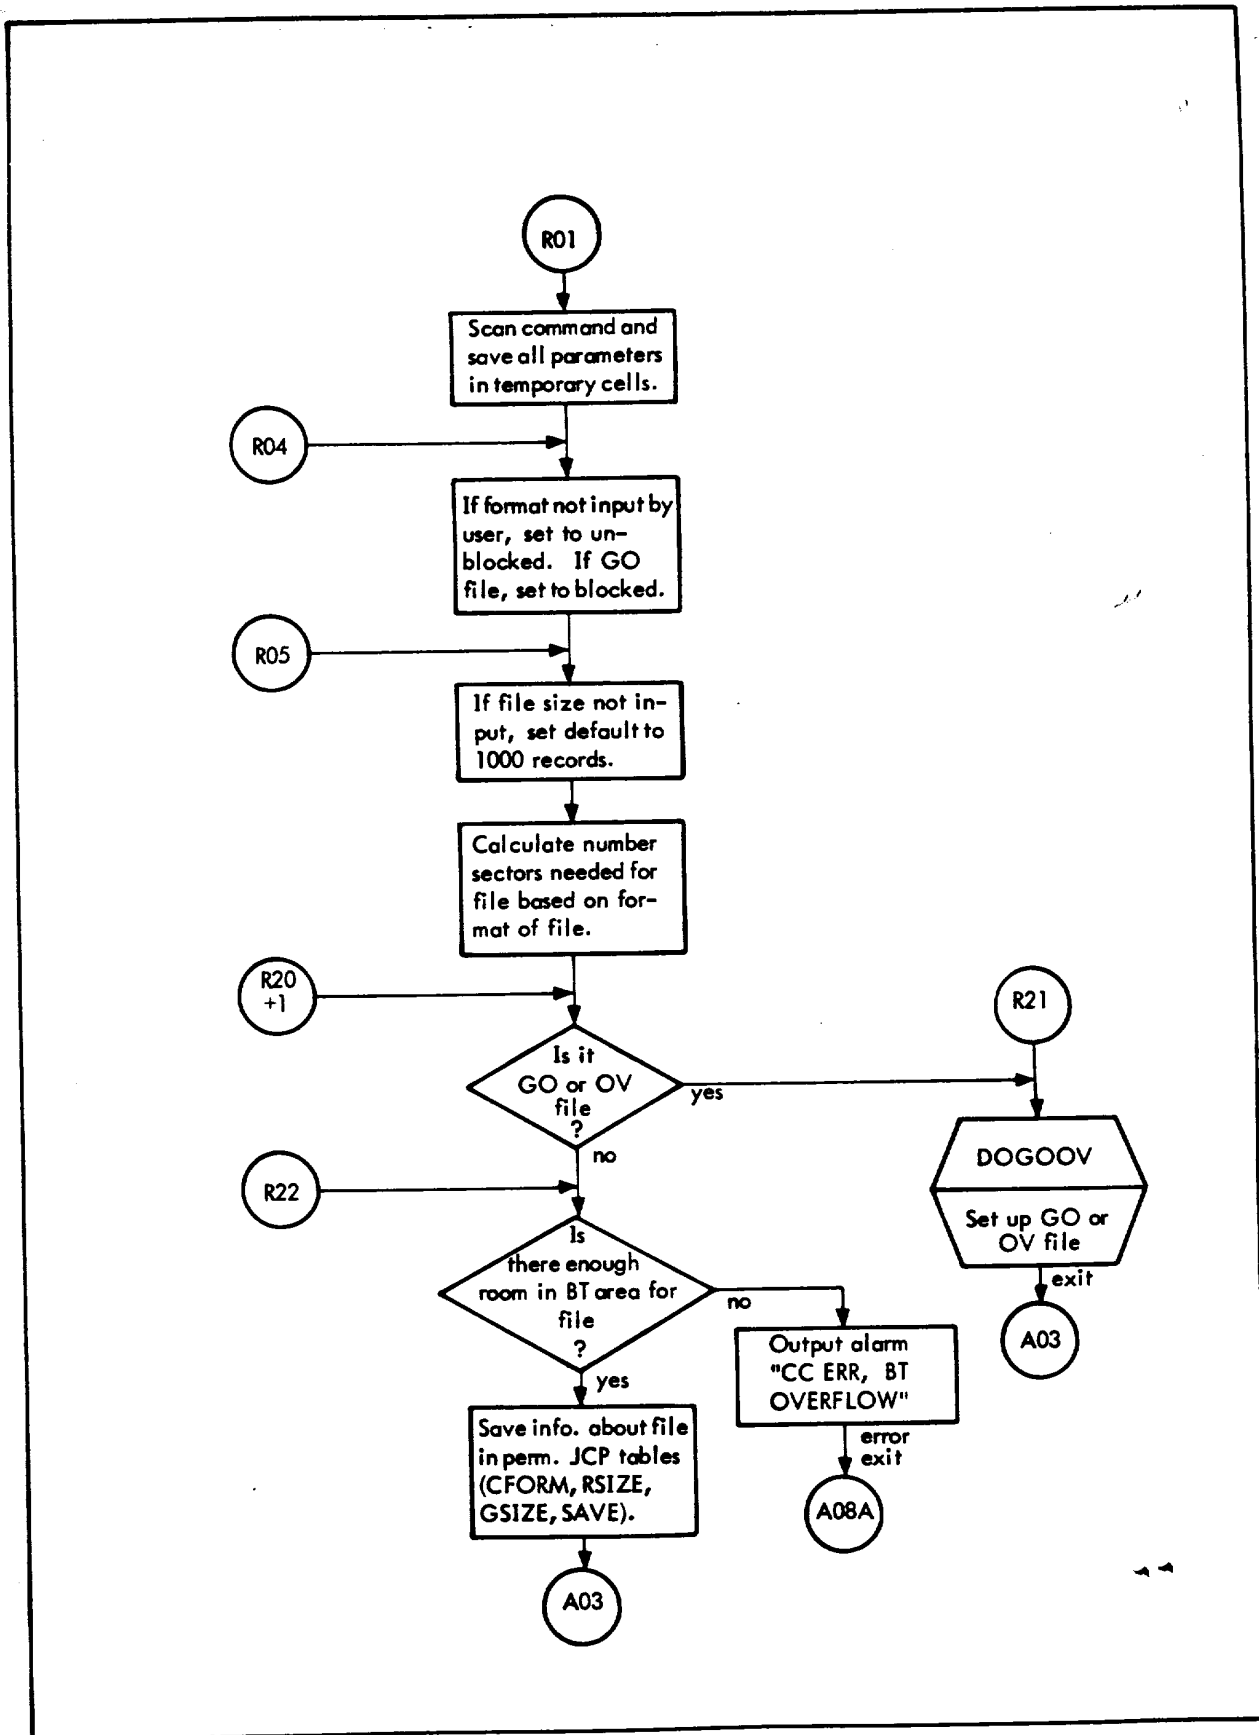 R01
Scan command and
save all parameters
in temporary cells.
R04
If format not input by
user, set to un-
blocked. If GO
file, set to blocked.
R05
If file size not in-
put, set default to
1000 records.
Calculate number
sectors needed for
file based on for-
mat of file.
R20
+1
R21
Is it
GO or OV
file
?
yes
no
DOGOOV
Set up GO or
OV file
exit
A03
R22
Is
there enough
room in BT area for
file
?
no
yes
Output alarm
"CC ERR, BT
OVERFLOW"
error
exit
A08A
Save info. about file
in perm. JCP tables
(CFORM, RSIZE,
GSIZE, SAVE).
A03